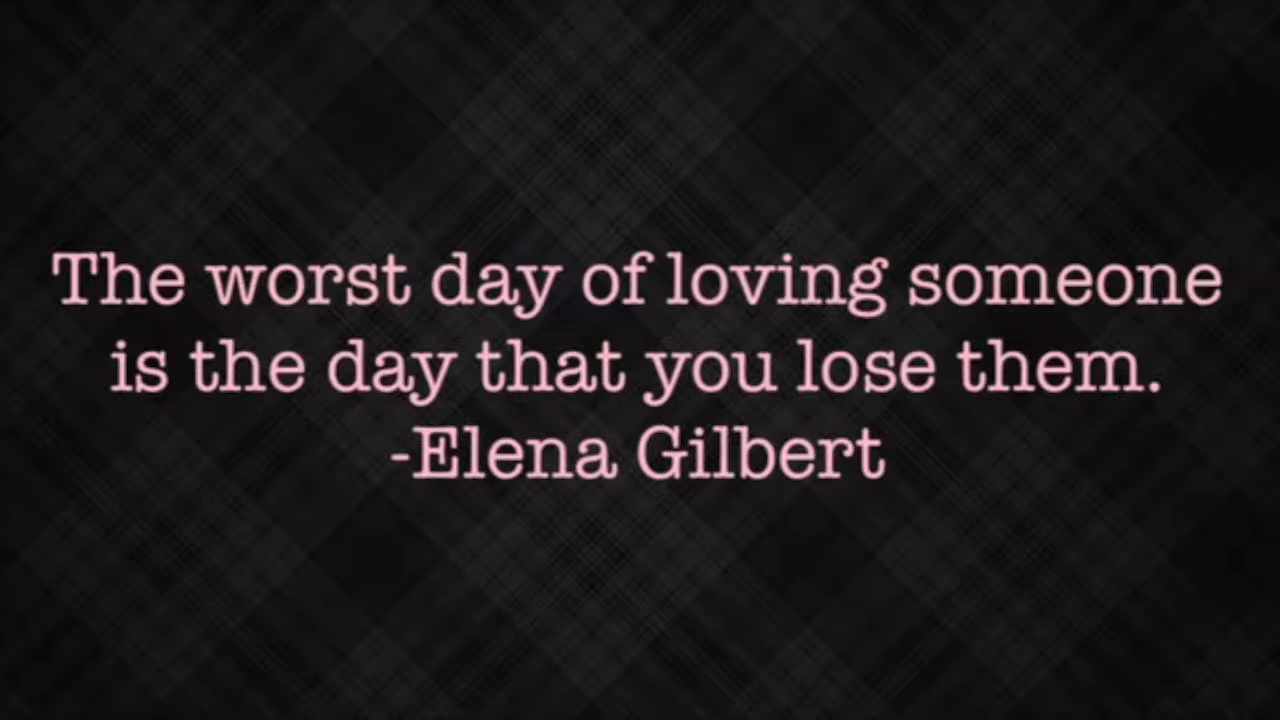 The worst day of loving someone
is the day that you lose them.
-Elena Gilbert